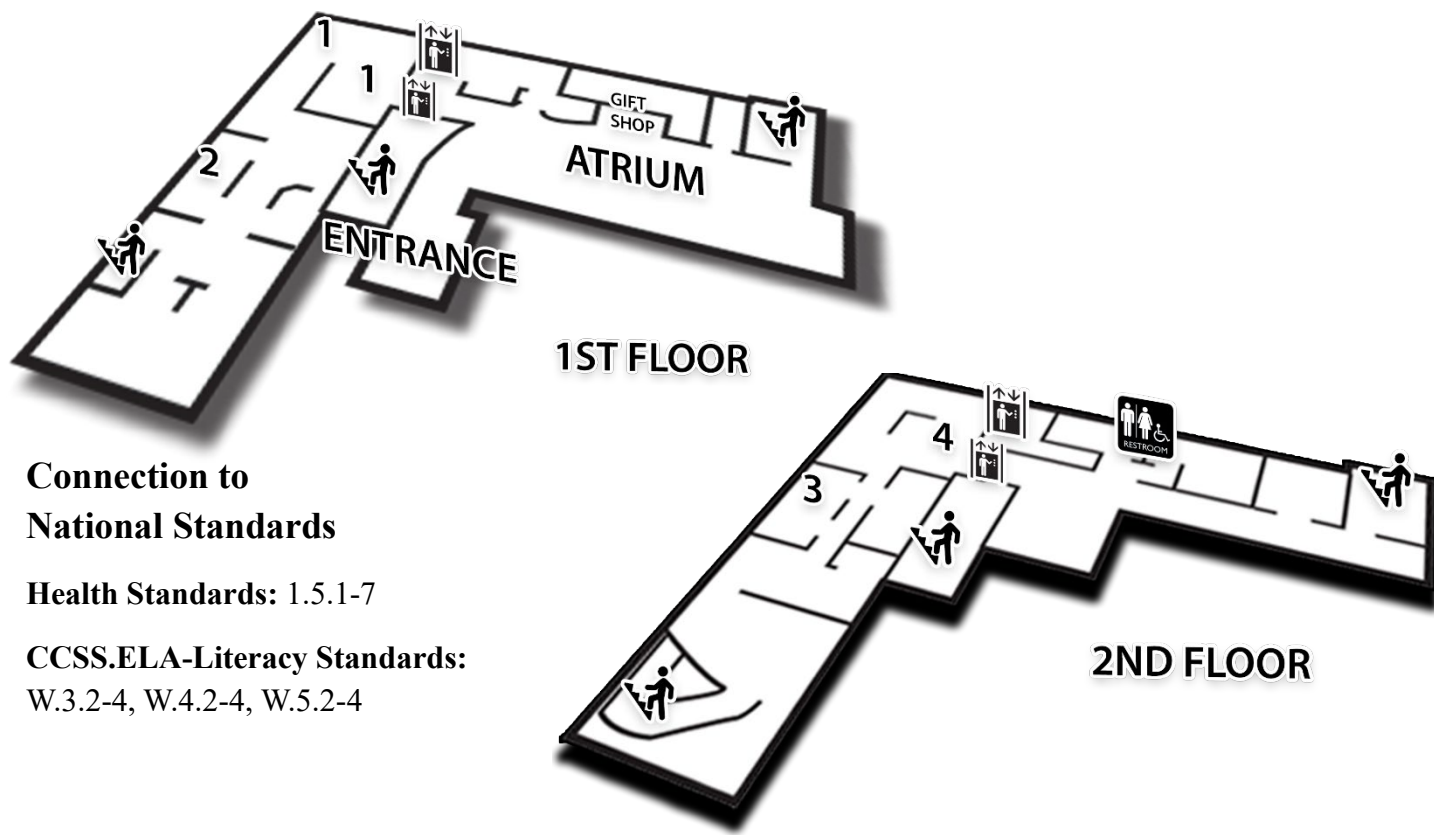 1
1
GIFT
SHOP
ATRIUM
2
ENTRANCE
1ST FLOOR
4
RESTROOM
3
2ND FLOOR
Connection to
National Standards
Health Standards: 1.5.1-7
CCSS.ELA-Literacy Standards:
W.3.2-4, W.4.2-4, W.5.2-4